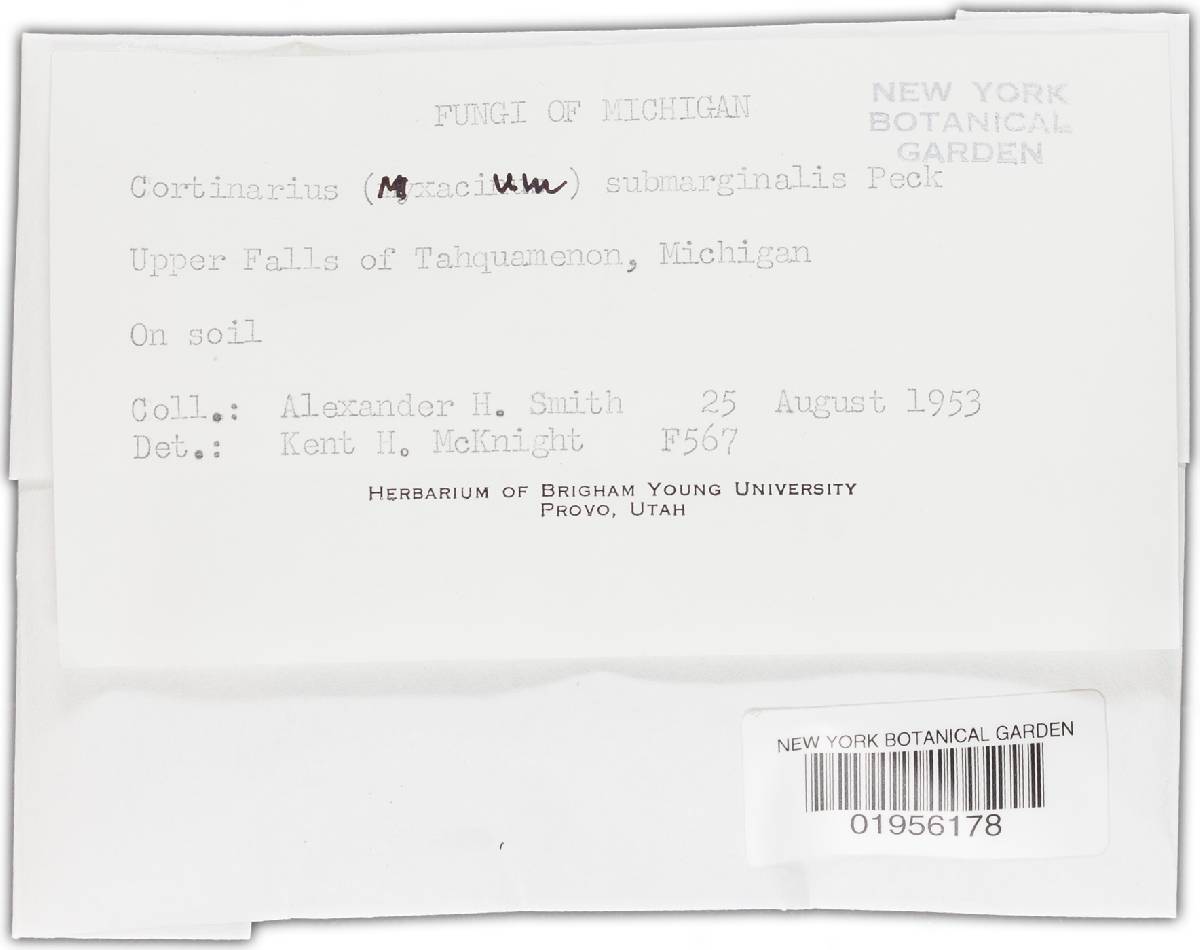 FUNGI OF MICHIGAN
NEW YORK
BOTANICAL
GARDEN
Cortinarius (Myxacium) submarginalis Peck
Upper Falls of Tahquamenon, Michigan
On soil
Coll.: Alexander H. Smith 25 August 1953
Det.: Kent H. McKnight F567
HERBARIUM OF BRIGHAM YOUNG UNIVERSITY
PROVO, UTAH
NEW YORK BOTANICAL GARDEN
01956178